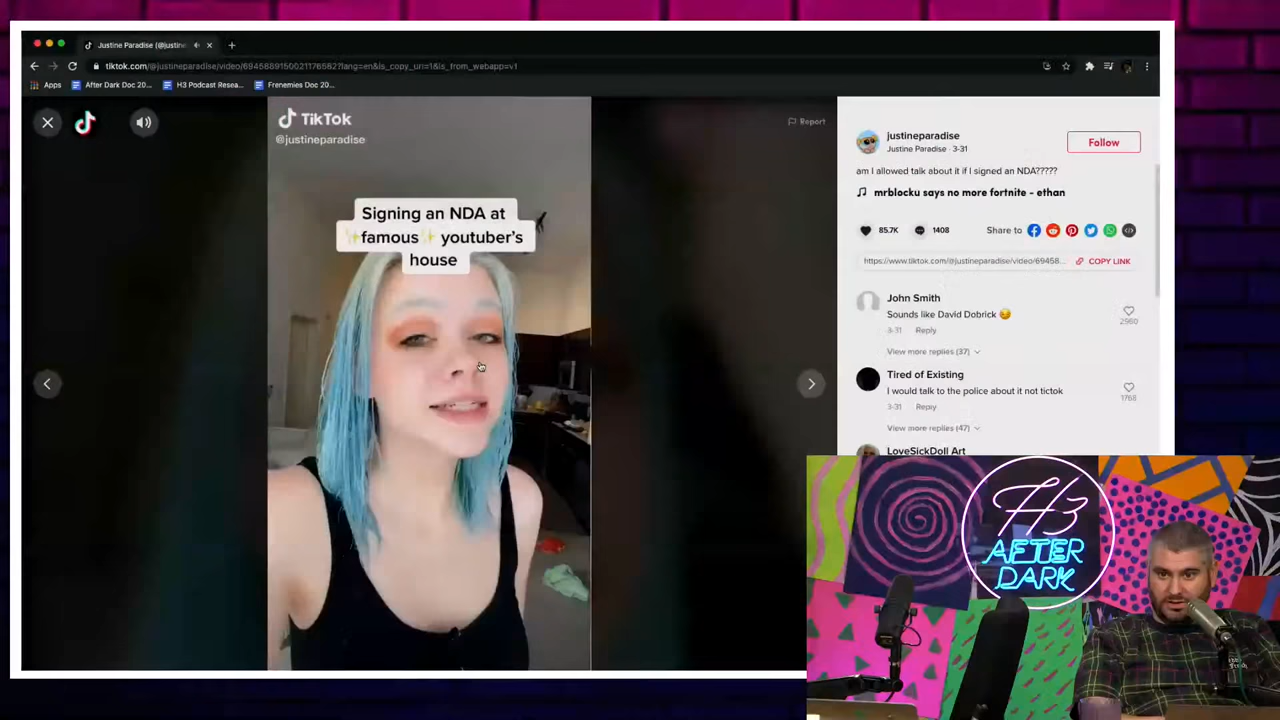 Justine Paradise (@justine
tiktok.com/@justineparadise/video/6945889150021176582?lang=en&is_copy_url=1&is_from_webapp=v1
Apps
After Dark Doc 20...
H3 Podcast Resea...
Frenemies Doc 20...
TikTok
@justineparadise
Report
Signing an NDA at
✨famous✨ youtuber's
house
justineparadise
Justine Paradise · 3-31
Follow
am I allowed talk about it if I signed an NDA?????
mrblocku says no more fortnite - ethan
85.7K
1408
Share to
https://www.tiktok.com/@justineparadise/video/69458...
COPY LINK
John Smith
Sounds like David Dobrick 😏
3-31 Reply
2960
View more replies (37)
Tired of Existing
I would talk to the police about it not tictok
3-31 Reply
1768
View more replies (47)
LoveSickDoll Art
H3
AFTER
DARK